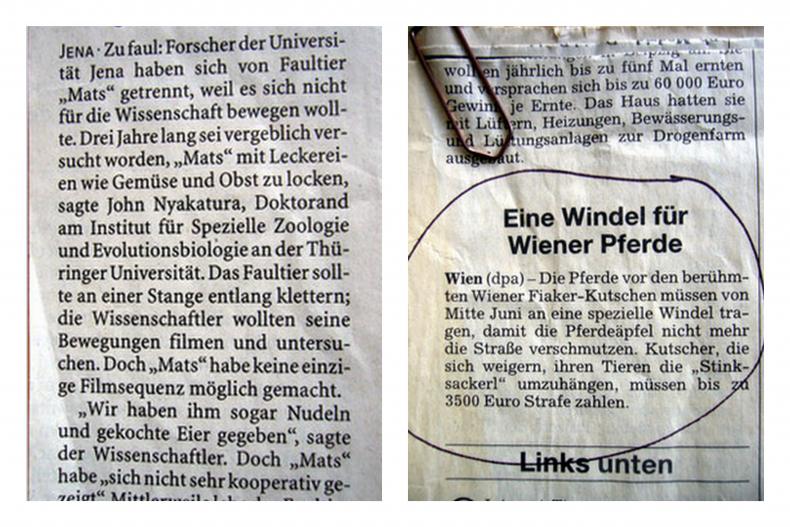 JENA · Zu faul: Forscher der Universi-
tät Jena haben sich von Faultier
„Mats“ getrennt, weil es sich nicht
für die Wissenschaft bewegen woll-
te. Drei Jahre lang sei vergeblich ver-
sucht worden, „Mats“ mit Leckerei-
en wie Gemüse und Obst zu locken,
sagte John Nyakatura, Doktorand
am Institut für Spezielle Zoologie
und Evolutionsbiologie an der Thü-
ringer Universität. Das Faultier soll-
te an einer Stange entlang klettern;
die Wissenschaftler wollten seine
Bewegungen filmen und untersu-
chen. Doch „Mats“ habe keine einzi-
ge Filmsequenz möglich gemacht.
„Wir haben ihm sogar Nudeln
und gekochte Eier gegeben“, sagte
der Wissenschaftler. Doch „Mats“
habe „sich nicht sehr kooperativ ge-
zeigt“
wollen jährlich bis zu fünf Mal ernten
und versprachen sich bis zu 60 000 Euro
Gewinn je Ernte. Das Haus hatten sie
mit Lüftern, Heizungen, Bewässerungs-
und Lüftungsanlagen zur Drogenfarm
ausgebaut.
Eine Windel für
Wiener Pferde
Wien (dpa) – Die Pferde vor den berühm-
ten Wiener Fiaker-Kutschen müssen von
Mitte Juni an eine spezielle Windel tra-
gen, damit die Pferdeäpfel nicht mehr
die Straße verschmutzen. Kutscher, die
sich weigern, ihren Tieren die „Stink-
sackerl“ umzuhängen, müssen bis zu
3500 Euro Strafe zahlen.
Links unten